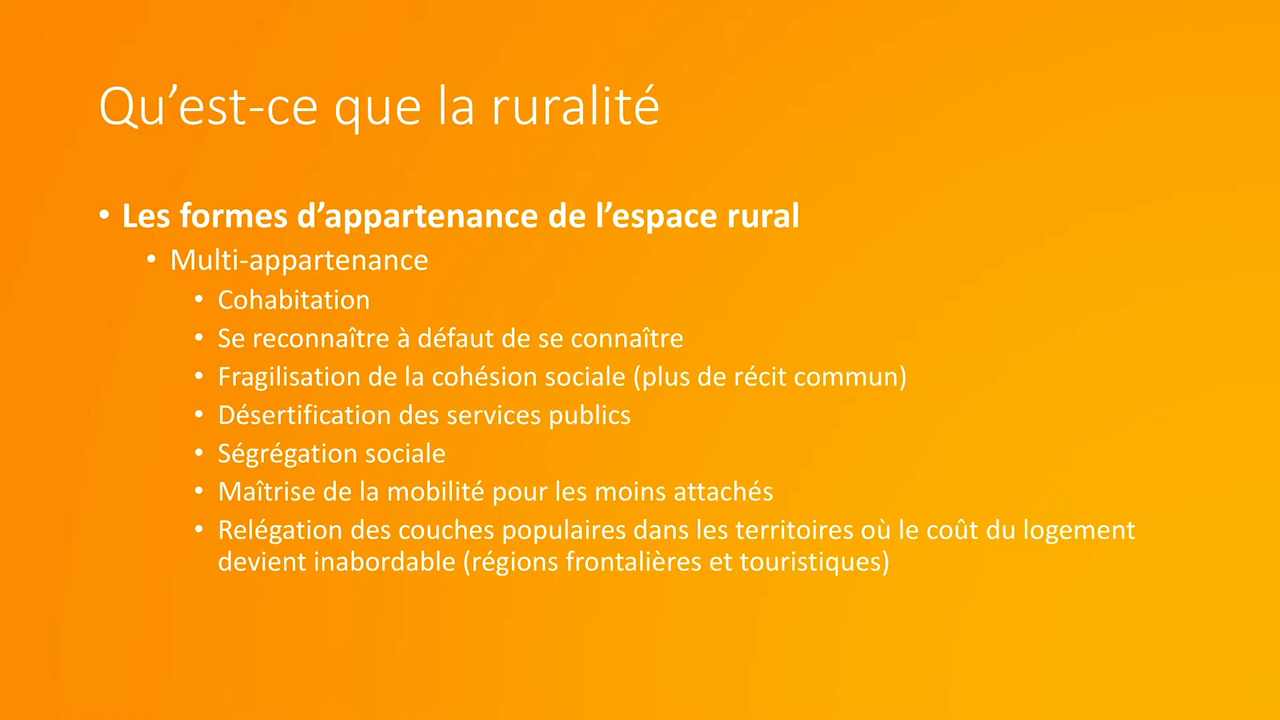 Qu’est-ce que la ruralité
• Les formes d’appartenance de l’espace rural
• Multi-appartenance
• Cohabitation
• Se reconnaître à défaut de se connaître
• Fragilisation de la cohésion sociale (plus de récit commun)
• Désertification des services publics
• Ségrégation sociale
• Maîtrise de la mobilité pour les moins attachés
• Relégation des couches populaires dans les territoires où le coût du logement
devient inabordable (régions frontalières et touristiques)